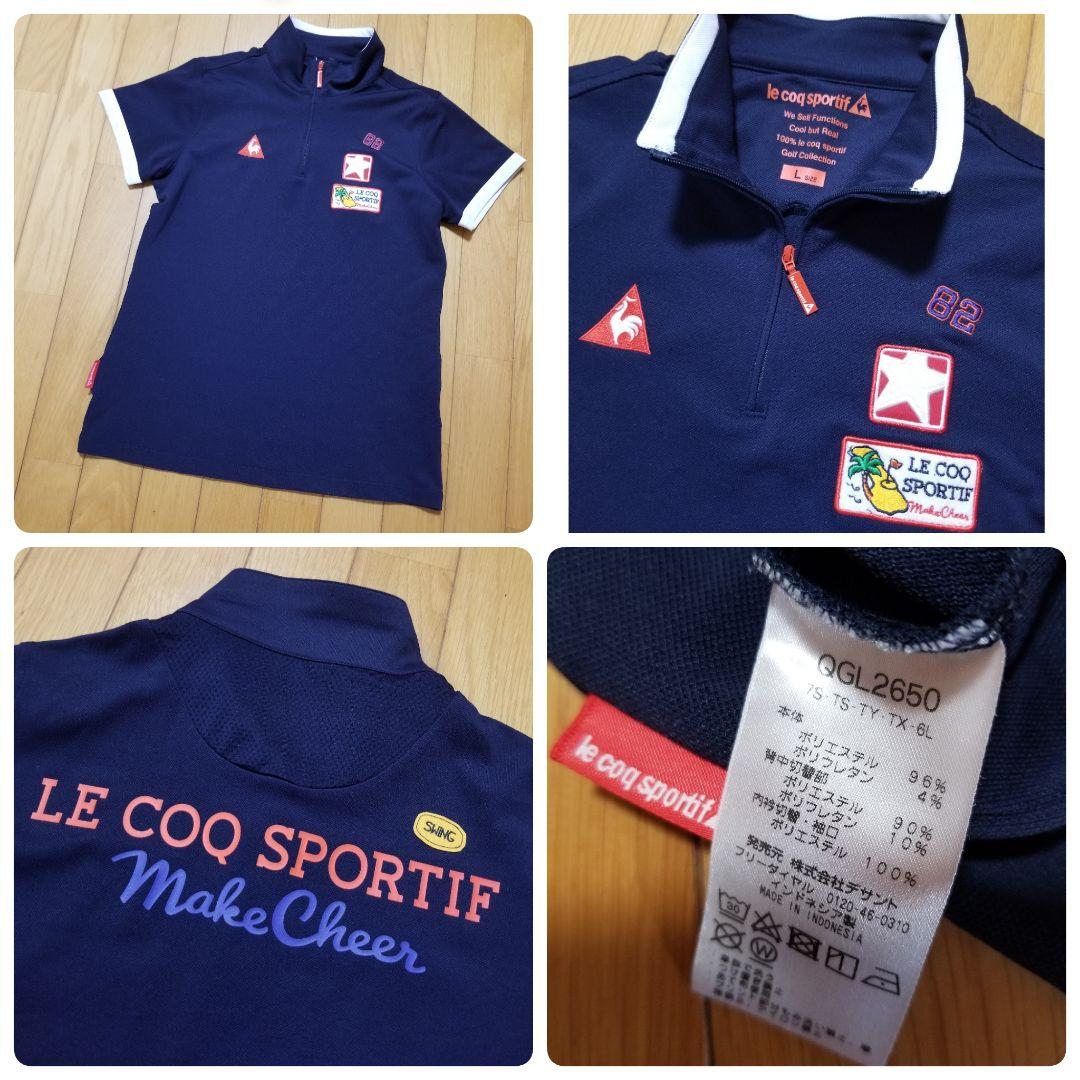 82
LE COQ
SPORTIF
le coq sportif
We Sell Functions
Cool but Real
100% le coq sportif
Golf Collection
L SIZE
82
LE COQ
SPORTIF
MakeCheer
SWING
LE COQ SPORTIF
MakeCheer
le coq sportif
QGL2650
7S-TS-TY-TX-6L
本体
ポリエステル 96%
ポリウレタン 4%
背中切替部
ポリエステル 90%
ポリウレタン 10%
内衿切替・袖口
ポリエステル 100%
発売元 株式会社デサント
フリーダイヤル 0120-46-0310
インドネシア製
MADE IN INDONESIA
30
W